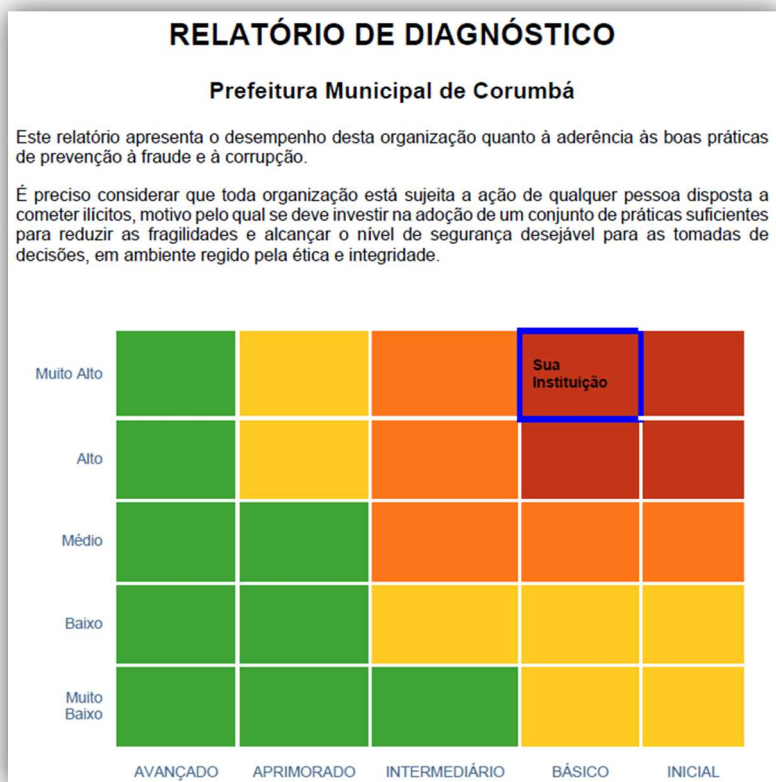 RELATÓRIO DE DIAGNÓSTICO
Prefeitura Municipal de Corumbá
Este relatório apresenta o desempenho desta organização quanto à aderência às boas práticas
de prevenção à fraude e à corrupção.
É preciso considerar que toda organização está sujeita a ação de qualquer pessoa disposta a
cometer ilícitos, motivo pelo qual se deve investir na adoção de um conjunto de práticas suficientes
para reduzir as fragilidades e alcançar o nível de segurança desejável para as tomadas de
decisões, em ambiente regido pela ética e integridade.
Muito Alto
Sua
Instituição
Alto
Médio
Baixo
Muito
Baixo
AVANÇADO APRIMORADO INTERMEDIÁRIO BÁSICO INICIAL